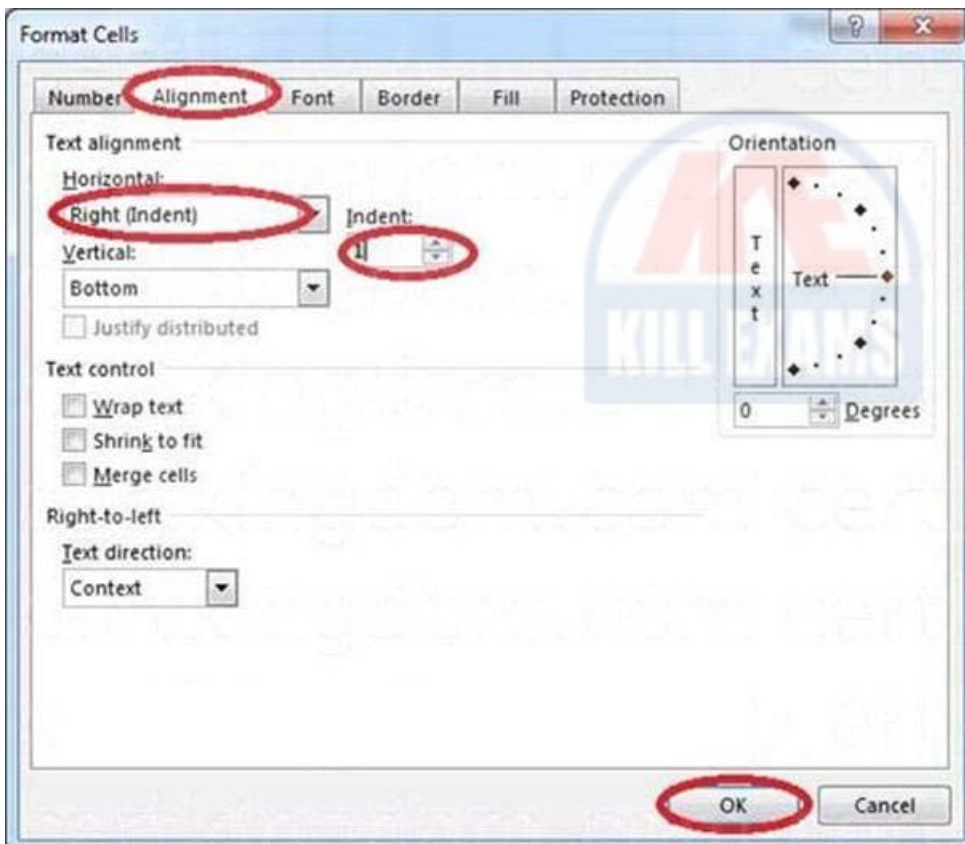 Format Cells
Number Alignment Font Border Fill Protection
Text alignment
Horizontal:
Right (Indent)
Indent:
1
Vertical:
Bottom
Justify distributed
Text control
Wrap text
Shrink to fit
Merge cells
Right-to-left
Text direction:
Context
Orientation
Text
Text
0 Degrees
KILL EXAMS
OK Cancel